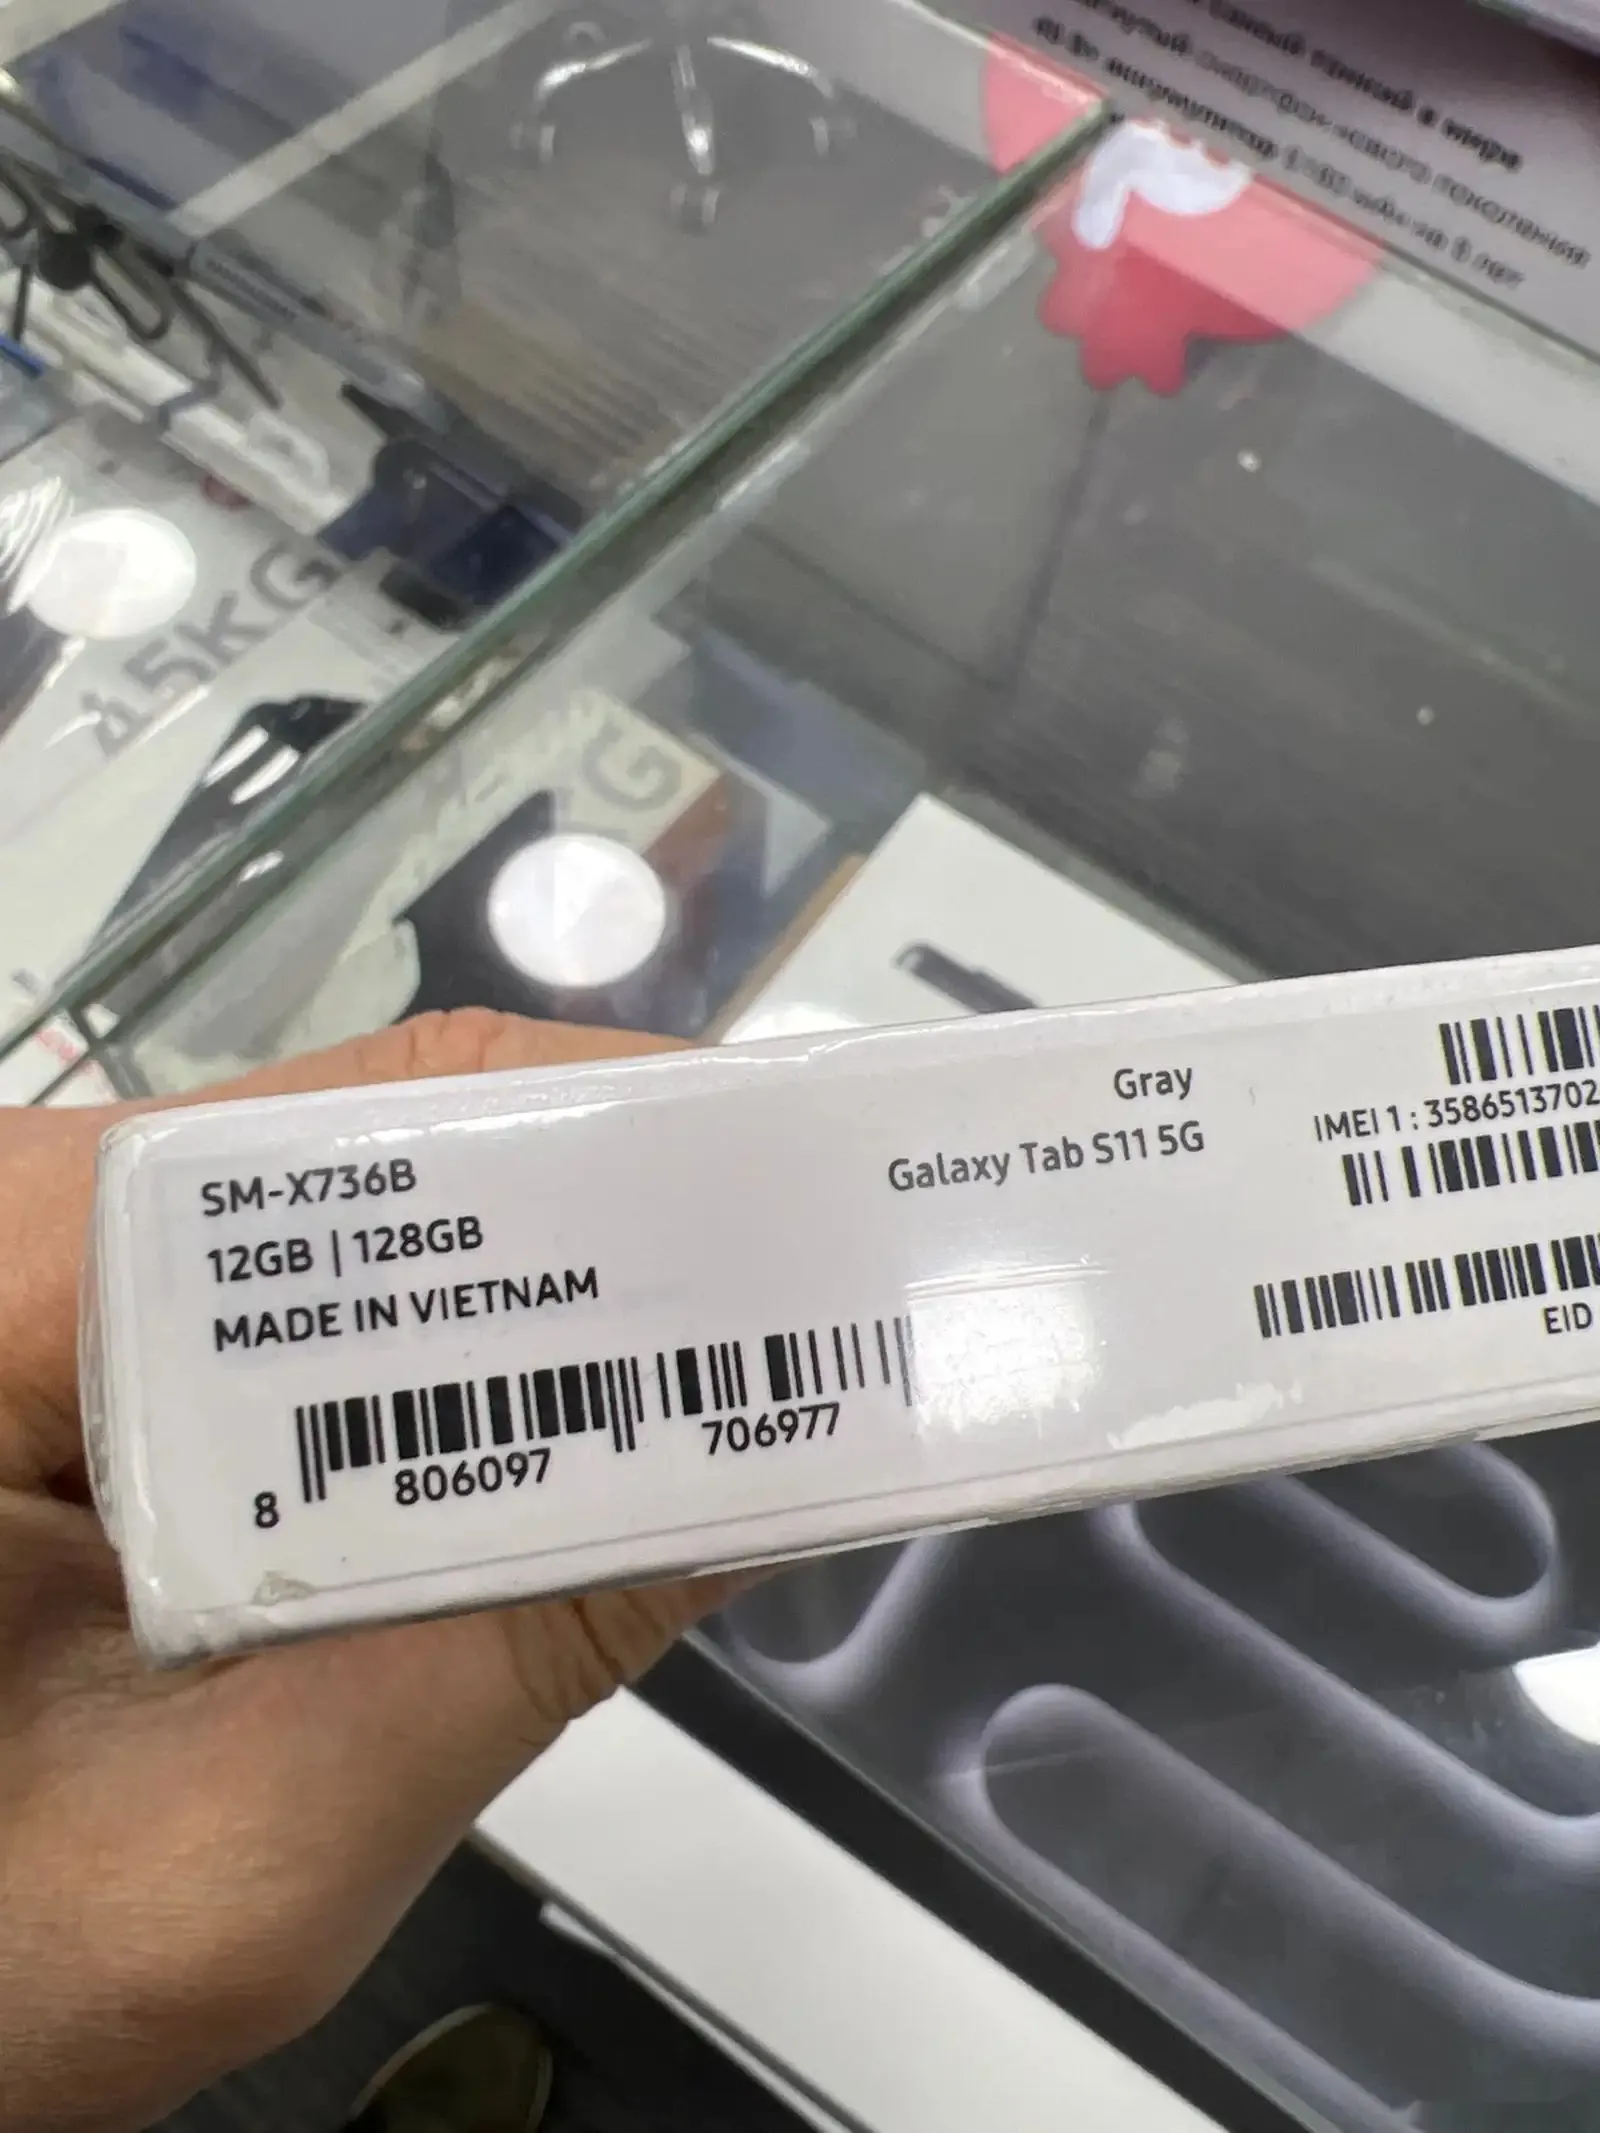 45KG
SM-X736B
12GB | 128GB
MADE IN VIETNAM
8 806097 706977
Gray
Galaxy Tab S11 5G
IMEI 1 : 3586513702
EID